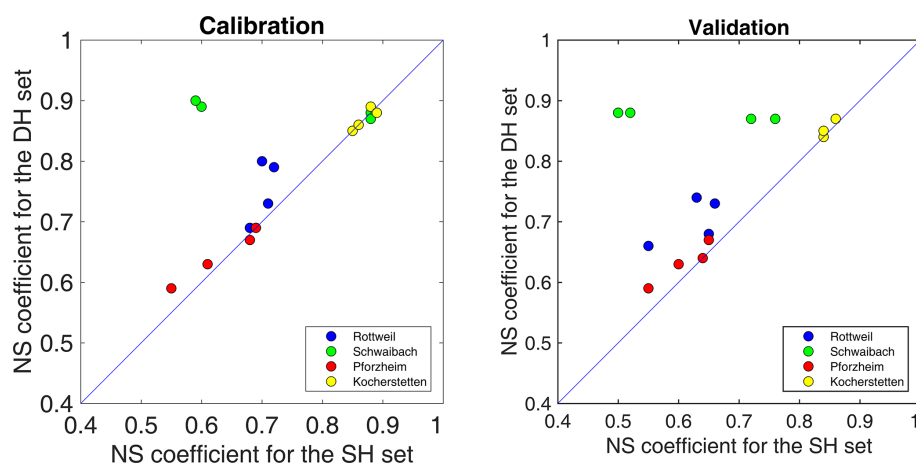 Calibration
1
0.9
0.8
0.7
0.6
0.5
0.4
NS coefficient for the DH set
Rottweil
Schwaibach
Pforzheim
Kocherstetten
0.4 0.5 0.6 0.7 0.8 0.9 1
NS coefficient for the SH set
Validation
1
0.9
0.8
0.7
0.6
0.5
0.4
NS coefficient for the DH set
Rottweil
Schwaibach
Pforzheim
Kocherstetten
0.4 0.5 0.6 0.7 0.8 0.9 1
NS coefficient for the SH set